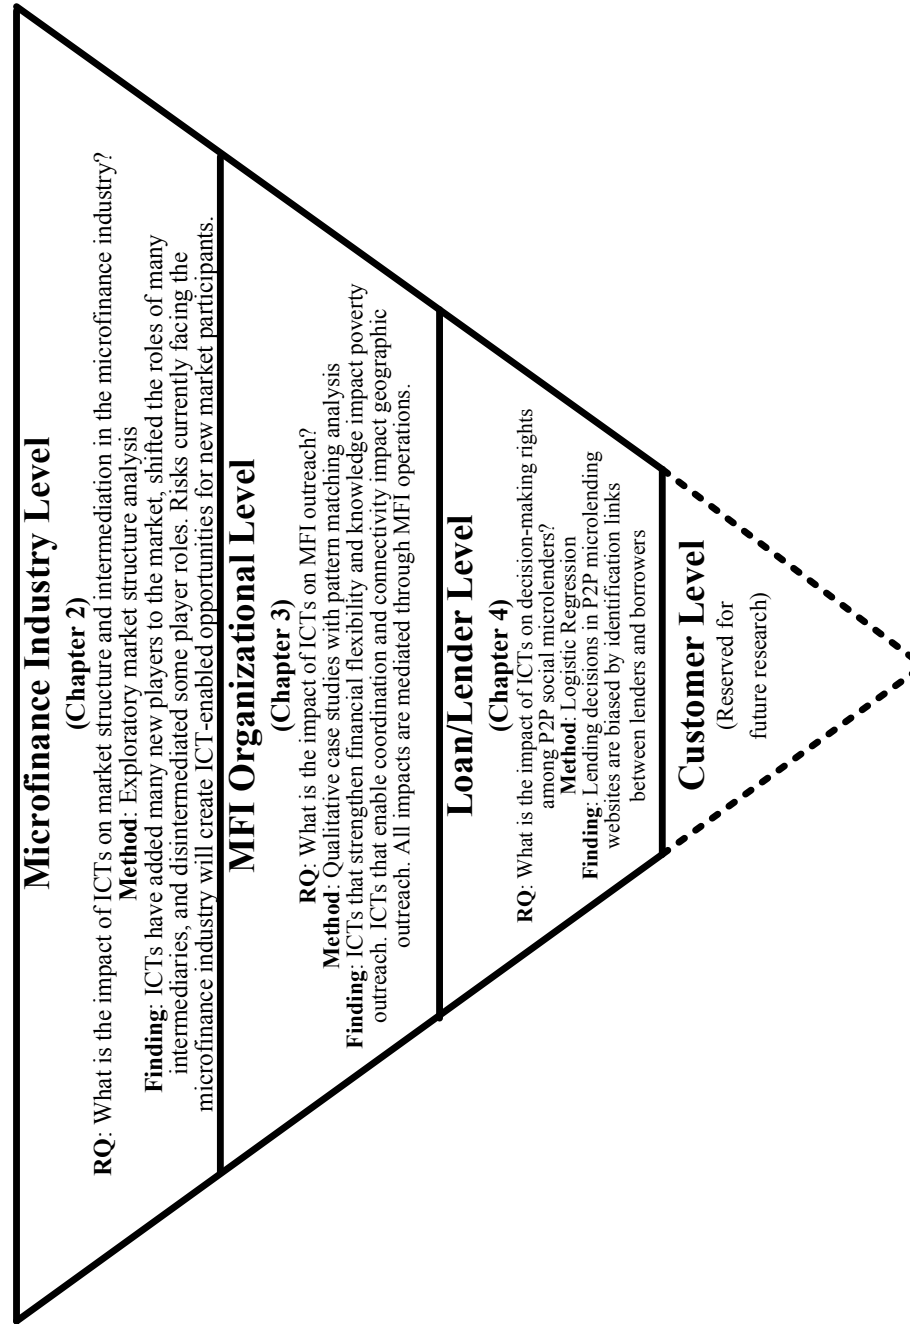 Microfinance Industry Level
(Chapter 2)
RQ: What is the impact of ICTs on market structure and intermediation in the microfinance industry?
Method: Exploratory market structure analysis
Finding: ICTs have added many new players to the market, shifted the roles of many
intermediaries, and disintermediated some player roles. Risks currently facing the
microfinance industry will create ICT-enabled opportunities for new market participants.
MFI Organizational Level
(Chapter 3)
RQ: What is the impact of ICTs on MFI outreach?
Method: Qualitative case studies with pattern matching analysis
Finding: ICTs that strengthen financial flexibility and knowledge impact poverty
outreach. ICTs that enable coordination and connectivity impact geographic
outreach. All impacts are mediated through MFI operations.
Loan/Lender Level
(Chapter 4)
RQ: What is the impact of ICTs on decision-making rights
among P2P social microlenders?
Method: Logistic Regression
Finding: Lending decisions in P2P microlending
websites are biased by identification links
between lenders and borrowers
Customer Level
(Reserved for
future research)